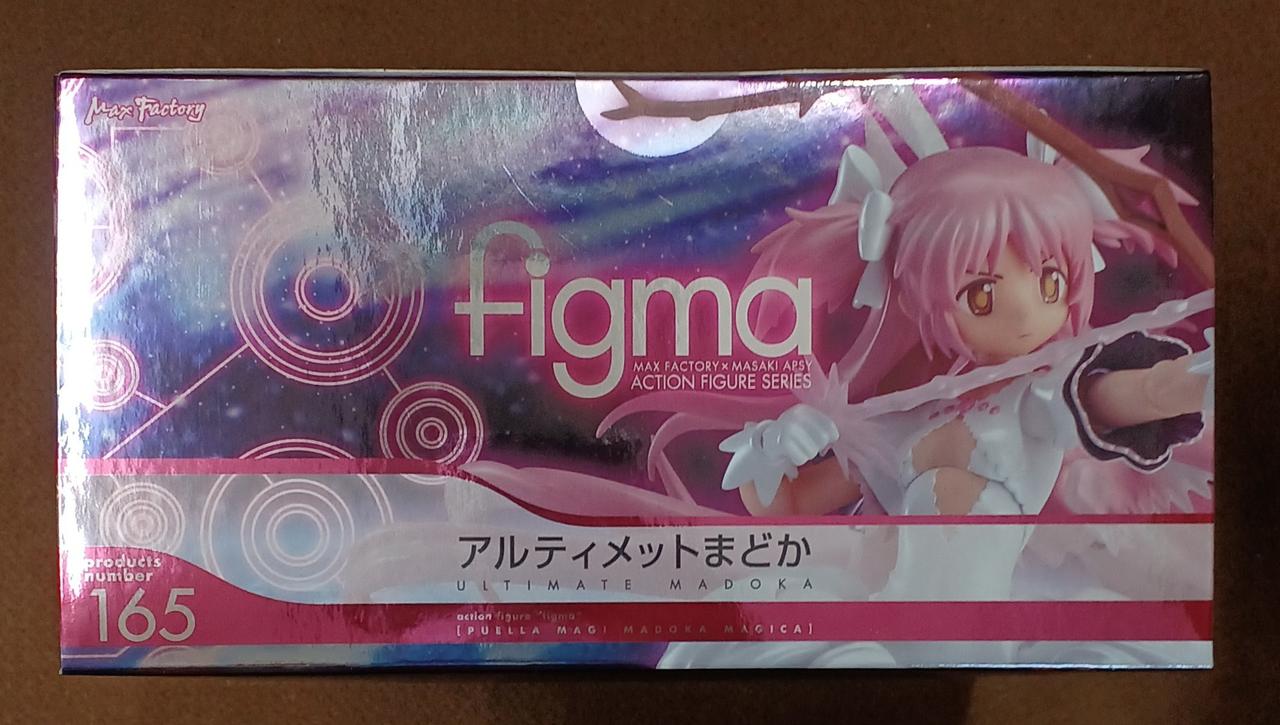 Max Factory
figma
MAX FACTORY × MASAKI APSY
ACTION FIGURE SERIES
アルティメットまどか
ULTIMATE MADOKA
products
number
165
action figure "figma"
[PUELLA MAGI MADOKA MAGICA]